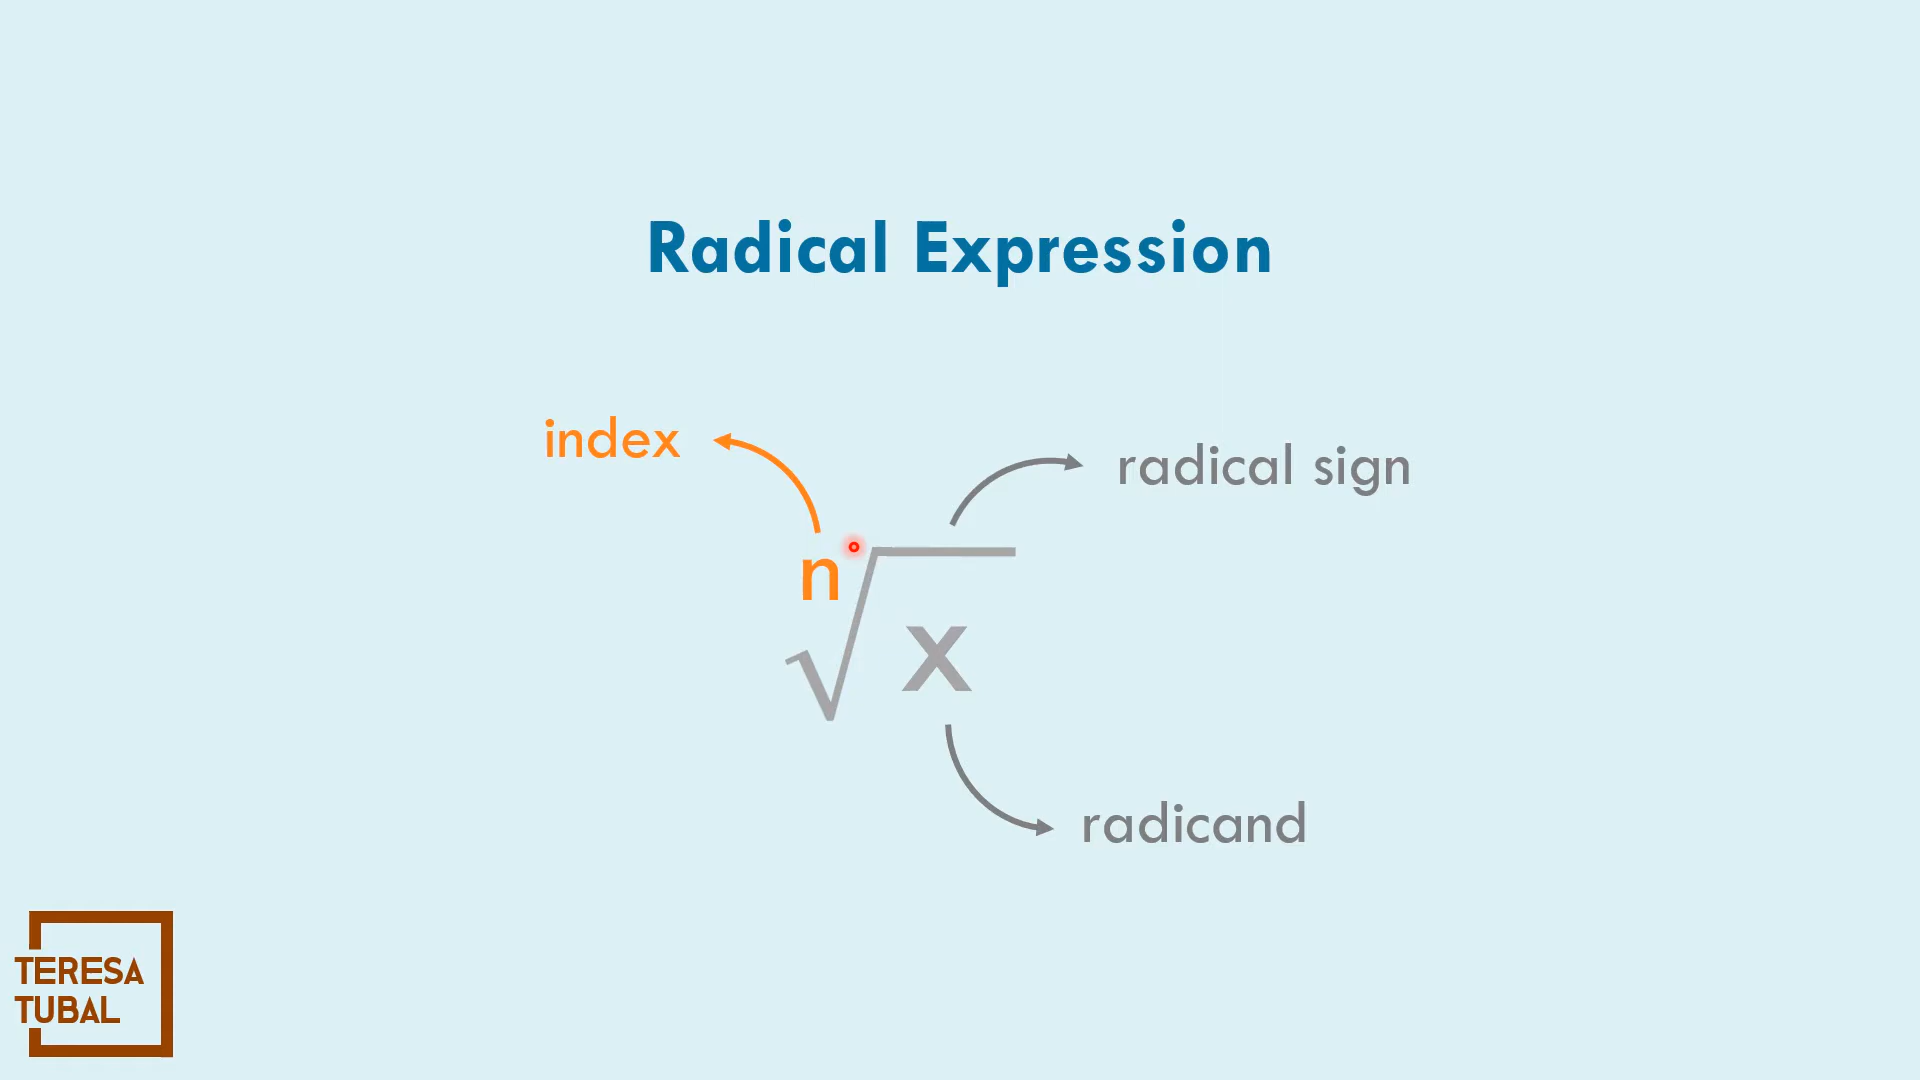 Radical Expression
index
radical sign
n
x
radicand
TERESA
TUBAL